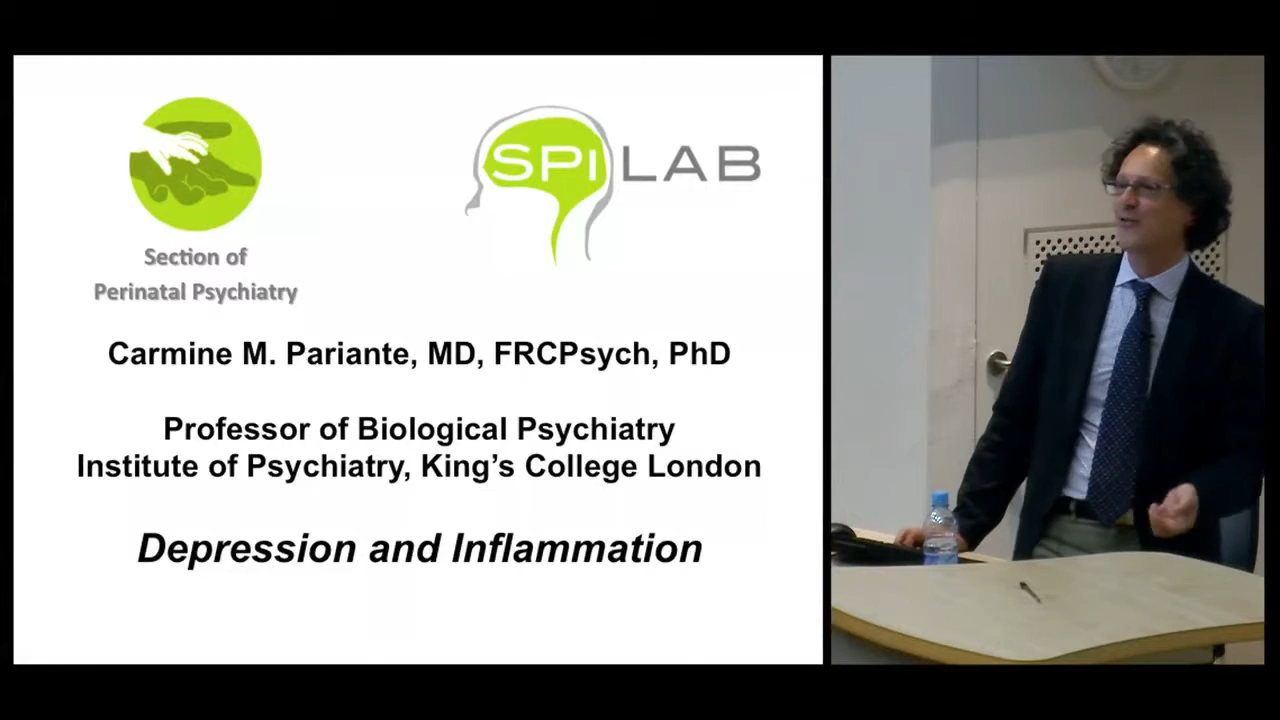 SPI LAB
Section of
Perinatal Psychiatry
Carmine M. Pariante, MD, FRCPsych, PhD
Professor of Biological Psychiatry
Institute of Psychiatry, King's College London
Depression and Inflammation